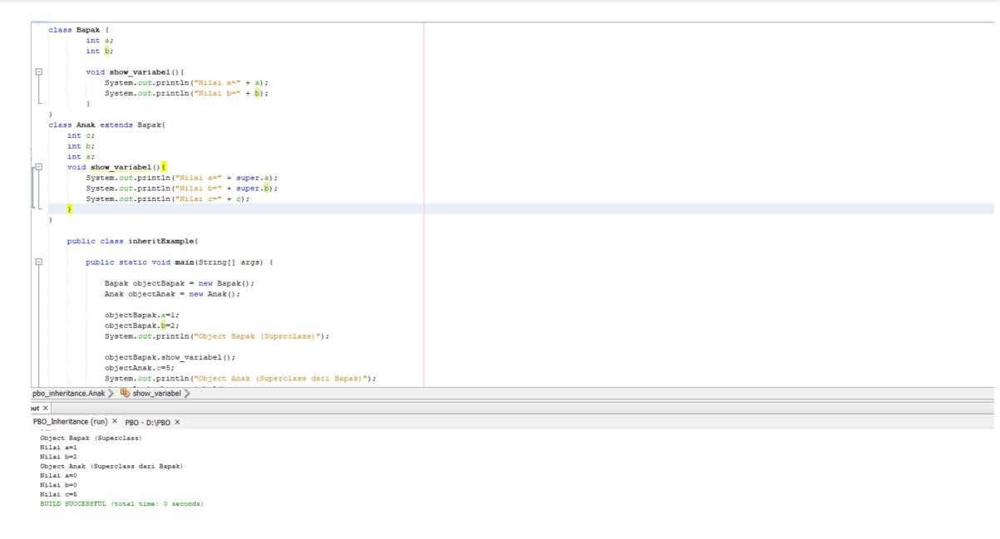 class Bapak {
int a;
int b;
void show_variabel(){
System.out.println("Nilai a=" + a);
System.out.println("Nilai b=" + b);
}
}
class Anak extends Bapak{
int c;
int b;
int a;
void show_variabel(){
System.out.println("Nilai a=" + super.a);
System.out.println("Nilai b=" + super.b);
System.out.println("Nilai c=" + c);
}
}
public class inheritExample{
public static void main(String[] args) {
Bapak objectBapak = new Bapak();
Anak objectAnak = new Anak();
objectBapak.a=1;
objectBapak.b=2;
System.out.println("Object Bapak (Superclass)");
objectBapak.show_variabel();
objectAnak.c=5;
System.out.println("Object Anak (Superclass dari Bapak)");
pbo_inheritance.Anak > show_variabel >
out ×
PBO_Inheritance (run) × PBO - D:\PBO ×
Object Bapak (Superclass)
Nilai a=1
Nilai b=2
Object Anak (Superclass dari Bapak)
Nilai a=0
Nilai b=0
Nilai c=5
BUILD SUCCESSFUL (total time: 0 seconds)